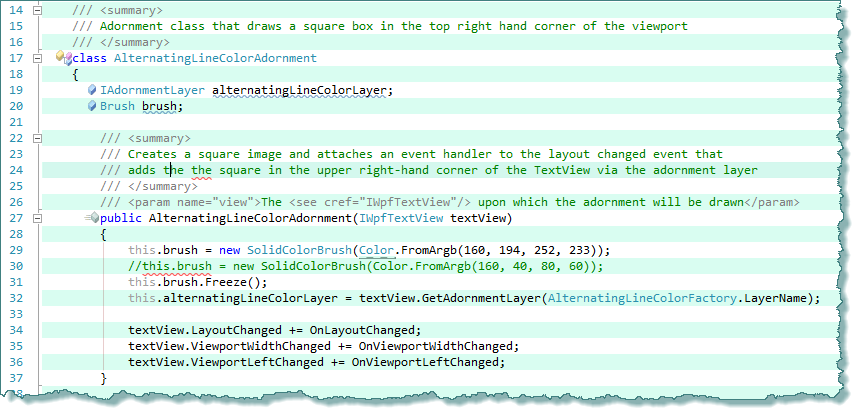 14 /// <summary>
15 /// Adornment class that draws a square box in the top right hand corner of the viewport
16 /// </summary>
17 class AlternatingLineColorAdornment
18 {
19 IAdornmentLayer alternatingLineColorLayer;
20 Brush brush;
21
22 /// <summary>
23 /// Creates a square image and attaches an event handler to the layout changed event that
24 /// adds the the square in the upper right-hand corner of the TextView via the adornment layer
25 /// </summary>
26 /// <param name="view">The <see cref="IWpfTextView"/> upon which the adornment will be drawn</param>
27 public AlternatingLineColorAdornment(IWpfTextView textView)
28 {
29 this.brush = new SolidColorBrush(Color.FromArgb(160, 194, 252, 233));
30 //this.brush = new SolidColorBrush(Color.FromArgb(160, 40, 80, 60));
31 this.brush.Freeze();
32 this.alternatingLineColorLayer = textView.GetAdornmentLayer(AlternatingLineColorFactory.LayerName);
33
34 textView.LayoutChanged += OnLayoutChanged;
35 textView.ViewportWidthChanged += OnViewportWidthChanged;
36 textView.ViewportLeftChanged += OnViewportLeftChanged;
37 }